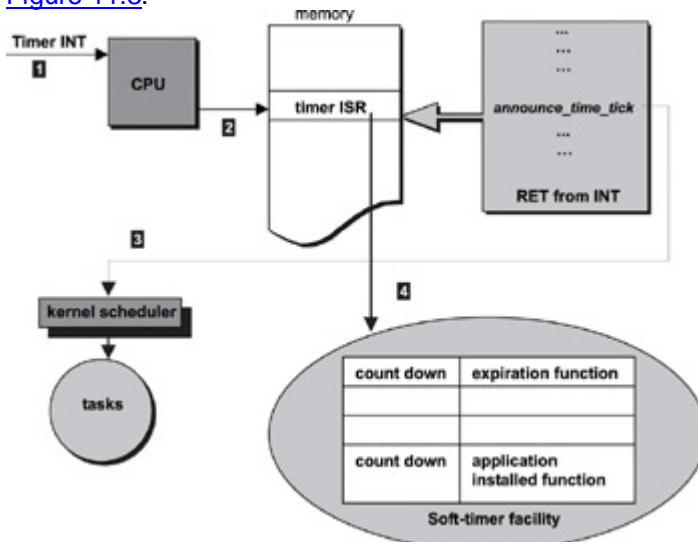 Figure 11.3.
memory
Timer INT
1
CPU
2
timer ISR
...
...
...
announce_time_tick
...
...
RET from INT
3
4
kernel scheduler
tasks
count down expiration function
count down application
installed function
Soft-timer facility